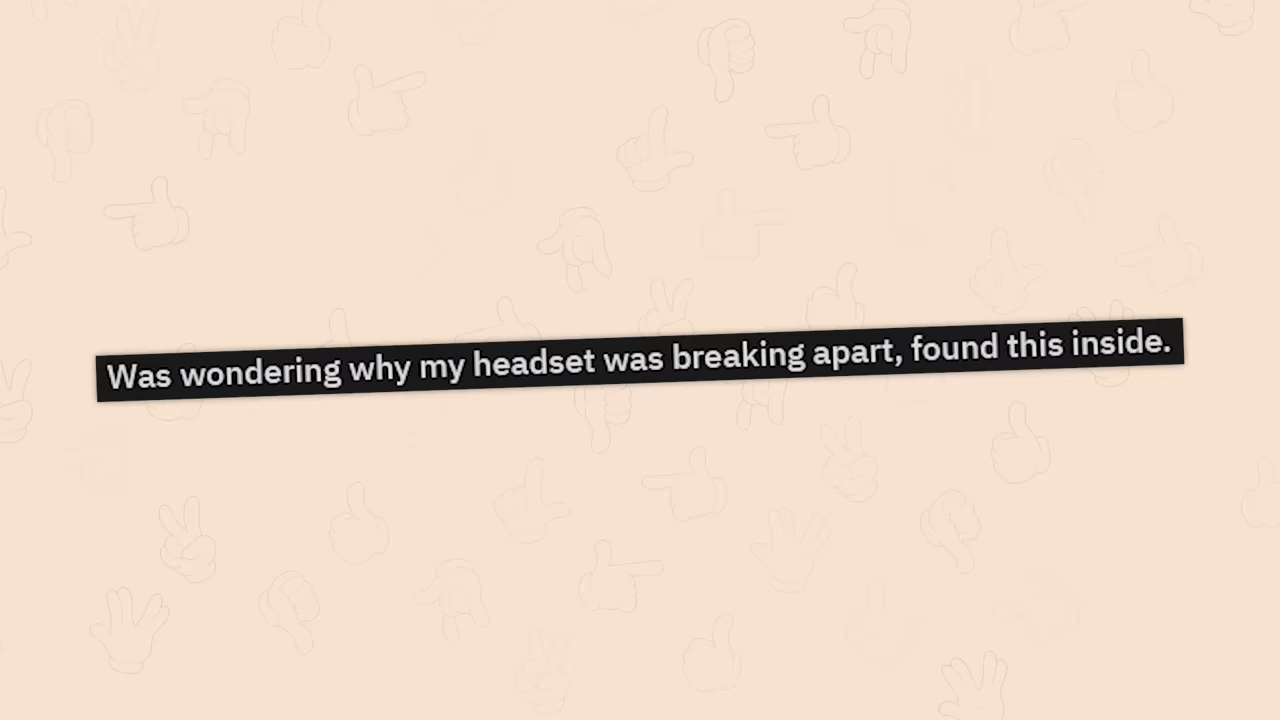 Was wondering why my headset was breaking apart, found this inside.